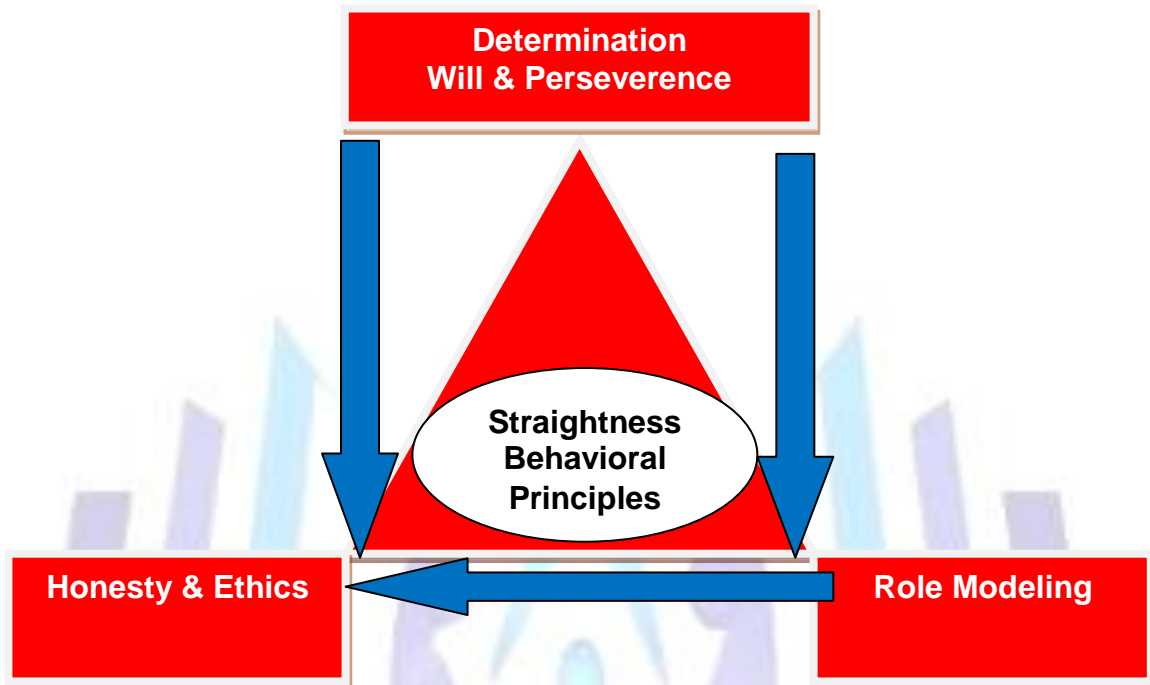 Determination
Will & Perseverence
Straightness
Behavioral
Principles
Honesty & Ethics
Role Modeling